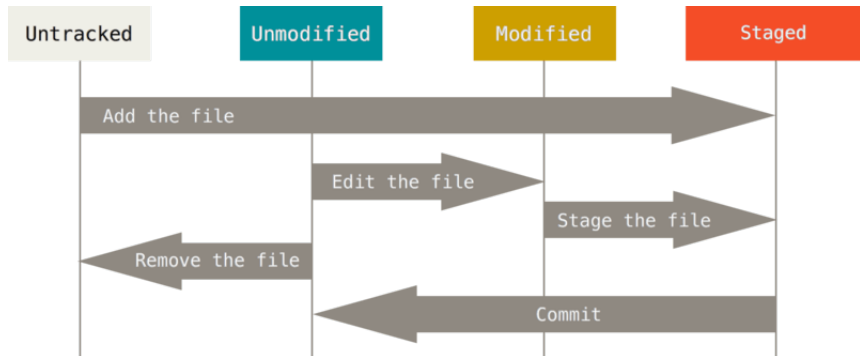 Untracked
Unmodified
Modified
Staged
Add the file
Edit the file
Stage the file
Remove the file
Commit